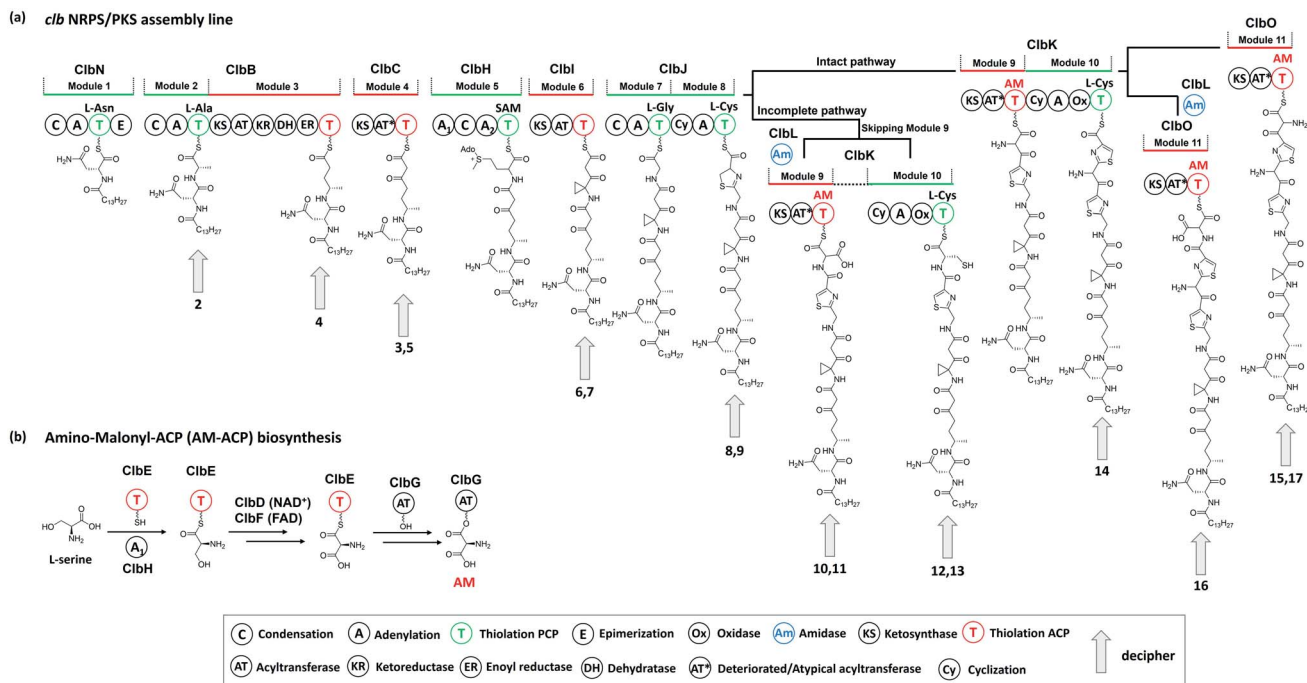 (a) clb NRPS/PKS assembly line
ClbN
Module 1
L-Asn
C A T E
ClbB
Module 2 Module 3
L-Ala
C A T KS AT KR DH ER T
ClbC
Module 4
KS AT* T
ClbH
Module 5
SAM
A1 C A2 T
ClbI
Module 6
KS AT T
ClbJ
Module 7 Module 8
L-Gly L-Cys
C A T Cy A T
Intact pathway
Incomplete pathway
Skipping Module 9
ClbL
Am
ClbK
Module 9 Module 10
AM L-Cys
KS AT* T Cy A Ox T
ClbK
Module 9 Module 10
AM L-Cys
KS AT* T Cy A Ox T
ClbL
Am
ClbO
Module 11
AM
KS AT* T
ClbO
Module 11
AM
KS AT* T
2
4
3,5
6,7
8,9
10,11
12,13
14
16
15,17
(b) Amino-Malonyl-ACP (AM-ACP) biosynthesis
L-serine
ClbE
T
SH
A1
ClbH
ClbE
T
ClbD (NAD+)
ClbF (FAD)
ClbE
T
ClbG
AT
OH
ClbG
AT
AM
C Condensation
A Adenylation
T Thiolation PCP
E Epimerization
Ox Oxidase
Am Amidase
KS Ketosynthase
T Thiolation ACP
AT Acyltransferase
KR Ketoreductase
ER Enoyl reductase
DH Dehydratase
AT* Deteriorated/Atypical acyltransferase
Cy Cyclization
decipher